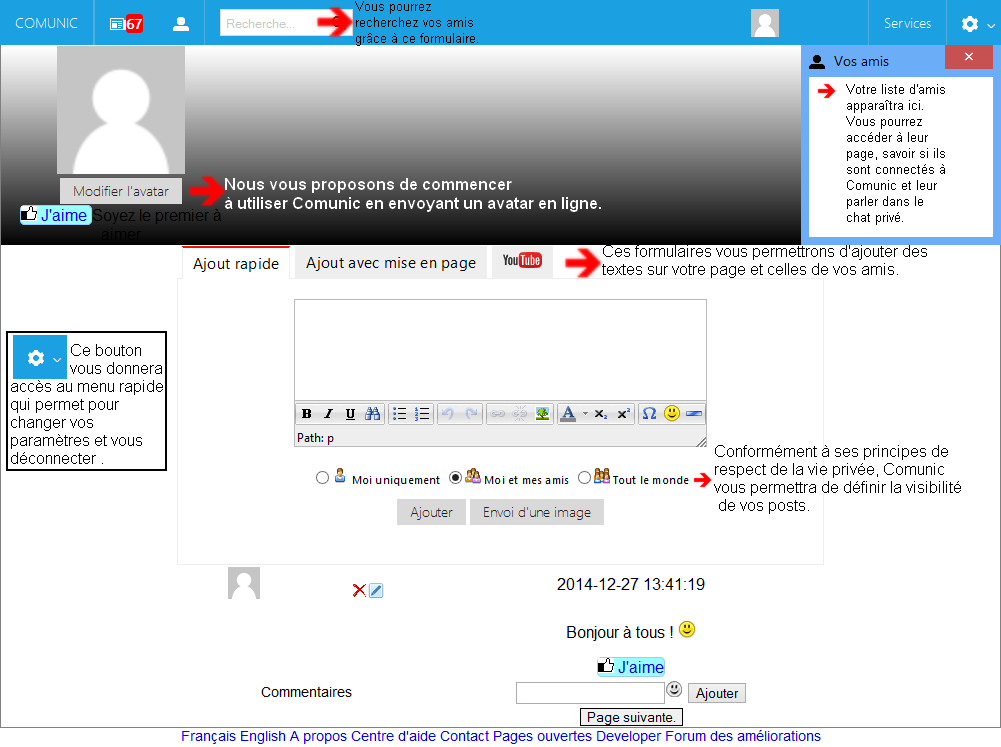 COMUNIC
67
Recherche...
Vous pourrez
recherchez vos amis
grâce à ce formulaire.
Services
Vos amis
Votre liste d'amis
apparaîtra ici.
Vous pourrez
accéder à leur
page, savoir si ils
sont connectés à
Comunic et leur
parler dans le
chat privé.
Modifier l'avatar
Nous vous proposons de commencer
à utiliser Comunic en envoyant un avatar en ligne.
J'aime Soyez le premier à
aimer
Ajout rapide
Ajout avec mise en page
YouTube
Ces formulaires vous permettrons d'ajouter des
textes sur votre page et celles de vos amis.
Ce bouton
vous donnera
accès au menu rapide
qui permet pour
changer vos
paramètres et vous
déconnecter .
B I U
A x₂ x² Ω
Path: p
Moi uniquement Moi et mes amis Tout le monde
Conformément à ses principes de
respect de la vie privée, Comunic
vous permettra de définir la visibilité
de vos posts.
Ajouter
Envoi d'une image
2014-12-27 13:41:19
Bonjour à tous !
J'aime
Commentaires
Ajouter
Page suivante.
Français English A propos Centre d'aide Contact Pages ouvertes Developer Forum des améliorations